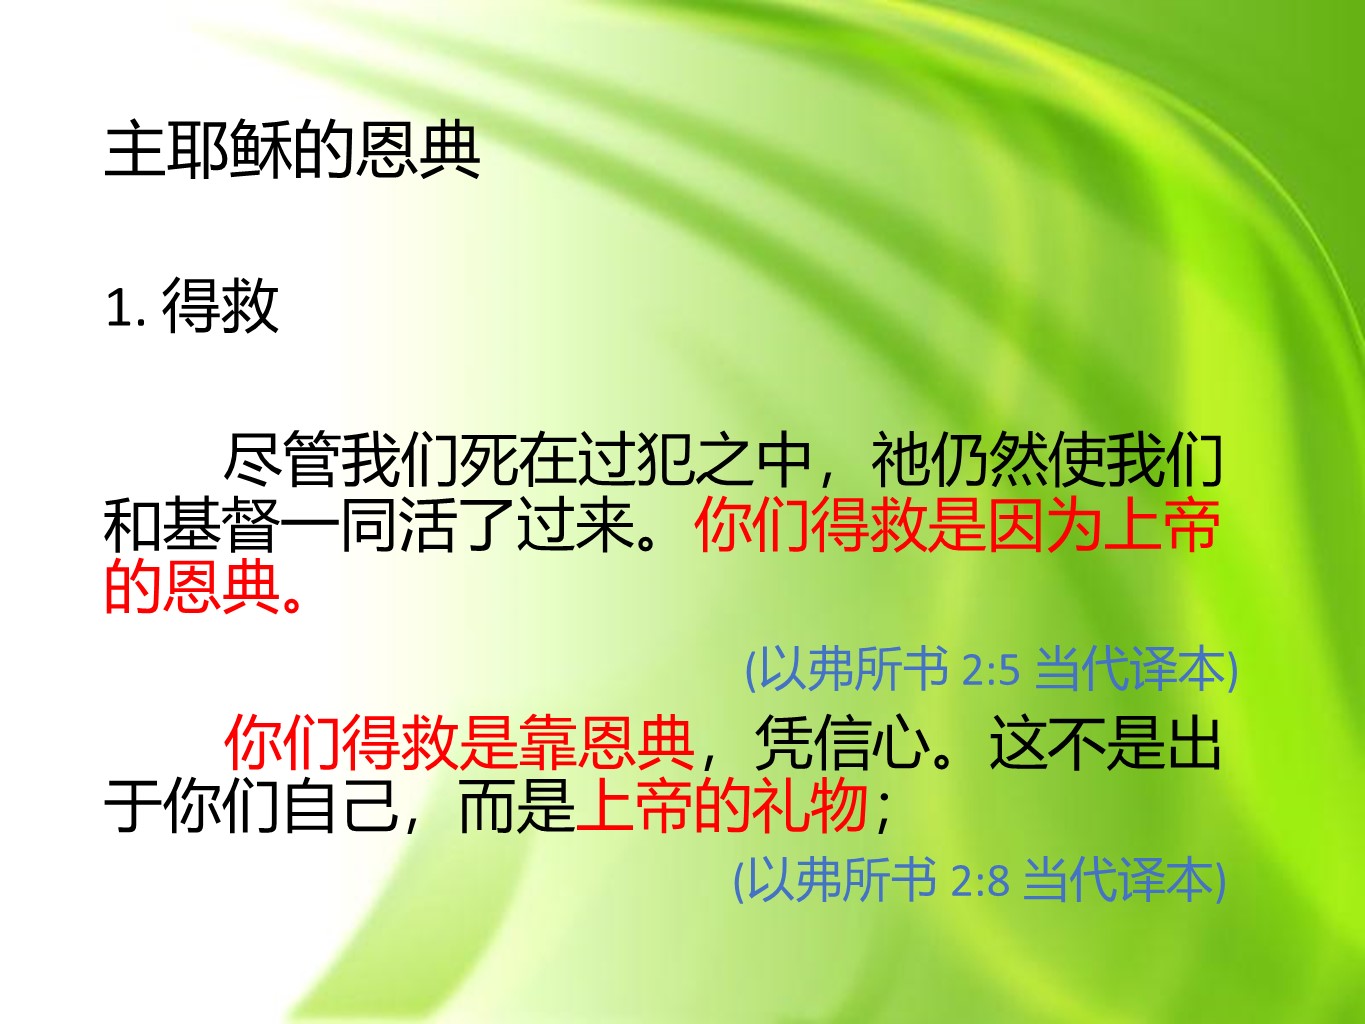 主耶稣的恩典
1. 得救
尽管我们死在过犯之中，祂仍然使我们
和基督一同活了过来。你们得救是因为上帝
的恩典。
(以弗所书 2:5 当代译本)
你们得救是靠恩典，凭信心。这不是出
于你们自己，而是上帝的礼物；
(以弗所书 2:8 当代译本)